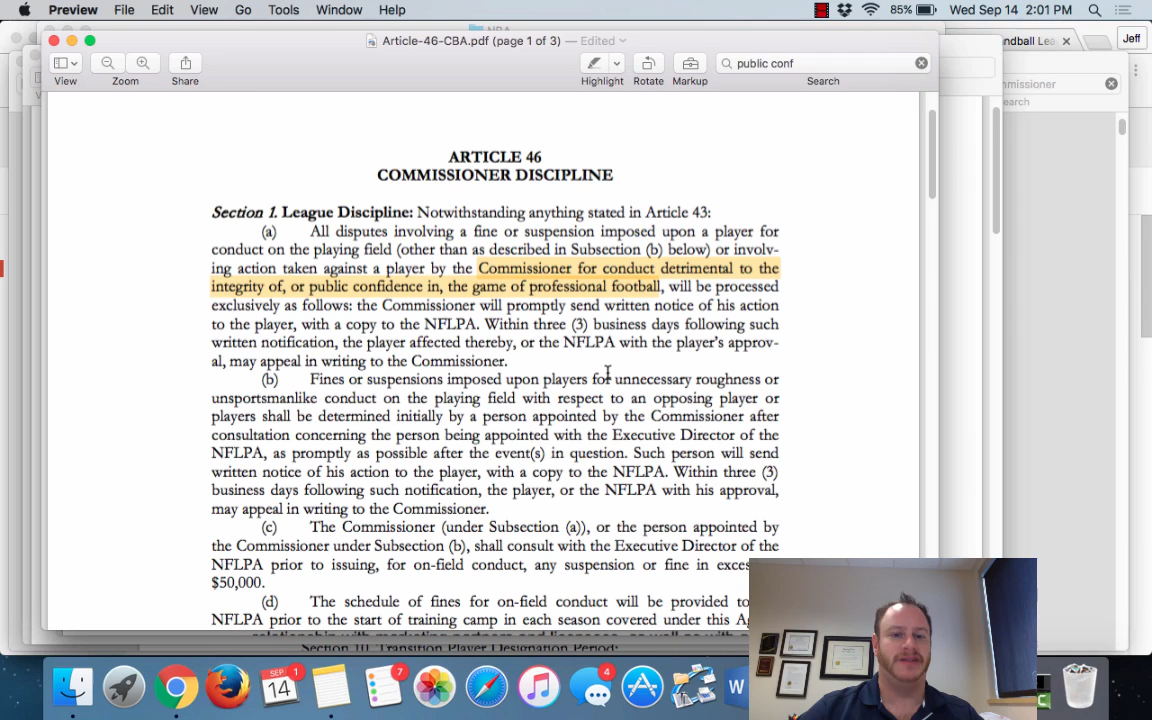 Preview File Edit View Go Tools Window Help 85% Wed Sep 14 2:01 PM
Article-46-CBA.pdf (page 1 of 3) — Edited
ndball Lea
Jeff
public conf
View Zoom Share Highlight Rotate Markup Search
mmissioner
earch
ARTICLE 46
COMMISSIONER DISCIPLINE
Section 1. League Discipline: Notwithstanding anything stated in Article 43:
(a) All disputes involving a fine or suspension imposed upon a player for
conduct on the playing field (other than as described in Subsection (b) below) or involv-
ing action taken against a player by the Commissioner for conduct detrimental to the
integrity of, or public confidence in, the game of professional football, will be processed
exclusively as follows: the Commissioner will promptly send written notice of his action
to the player, with a copy to the NFLPA. Within three (3) business days following such
written notification, the player affected thereby, or the NFLPA with the player's approv-
al, may appeal in writing to the Commissioner.
(b) Fines or suspensions imposed upon players for unnecessary roughness or
unsportsmanlike conduct on the playing field with respect to an opposing player or
players shall be determined initially by a person appointed by the Commissioner after
consultation concerning the person being appointed with the Executive Director of the
NFLPA, as promptly as possible after the event(s) in question. Such person will send
written notice of his action to the player, with a copy to the NFLPA. Within three (3)
business days following such notification, the player, or the NFLPA with his approval,
may appeal in writing to the Commissioner.
(c) The Commissioner (under Subsection (a)), or the person appointed by
the Commissioner under Subsection (b), shall consult with the Executive Director of the
NFLPA prior to issuing, for on-field conduct, any suspension or fine in exces
$50,000.
(d) The schedule of fines for on-field conduct will be provided to
NFLPA prior to the start of training camp in each season covered under this Ag
Section 10. Transition Player Designation Period:
SEP 1
14
7
4
W